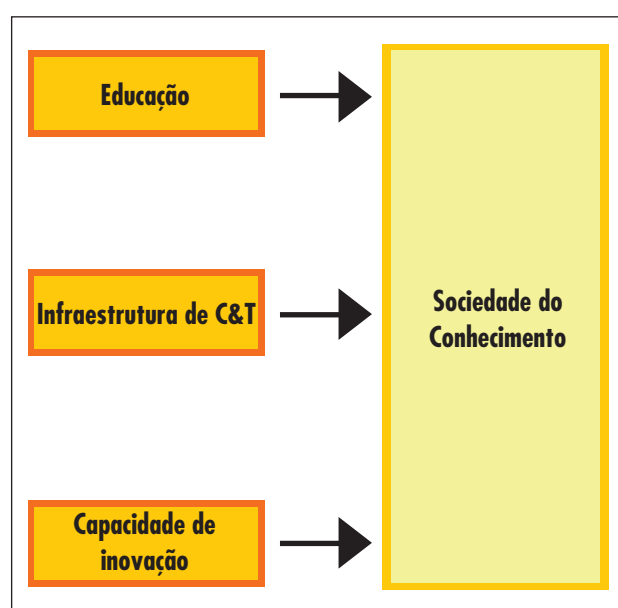 Educação
Infraestrutura de C&T
Capacidade de
inovação
Sociedade do
Conhecimento